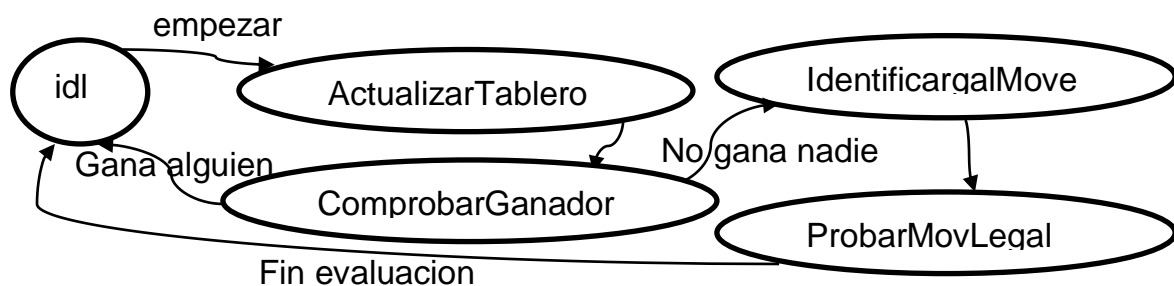 empezar
idl
ActualizarTablero
IdentificargalMove
Gana alguien
No gana nadie
ComprobarGanador
ProbarMovLegal
Fin evaluacion